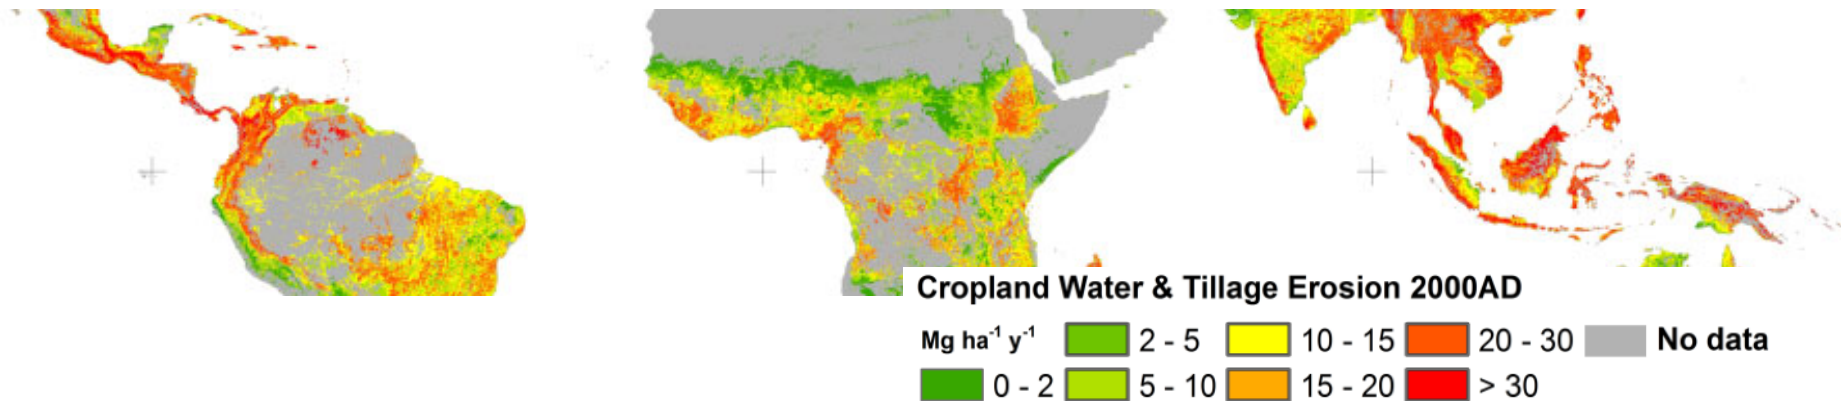 Cropland Water & Tillage Erosion 2000AD
Mg ha⁻¹ y⁻¹ 2 - 5 10 - 15 20 - 30 No data
0 - 2 5 - 10 15 - 20 > 30